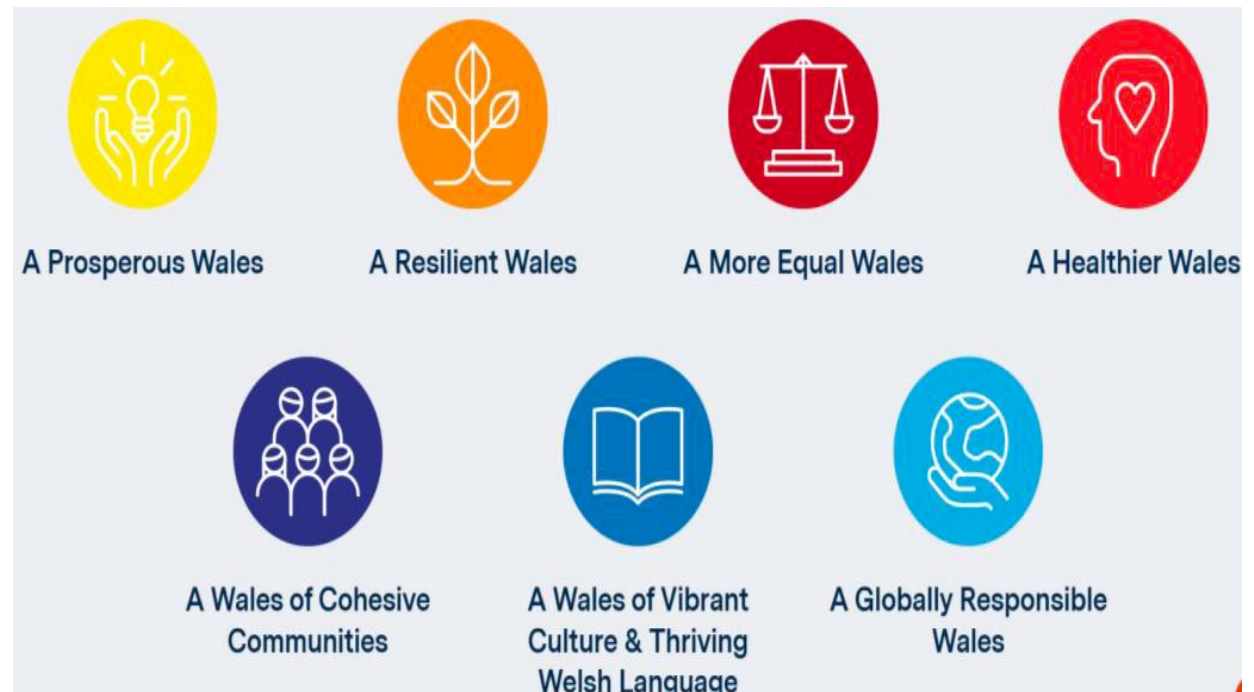 A Prosperous Wales
A Resilient Wales
A More Equal Wales
A Healthier Wales
A Wales of Cohesive
Communities
A Wales of Vibrant
Culture & Thriving
Welsh Language
A Globally Responsible
Wales